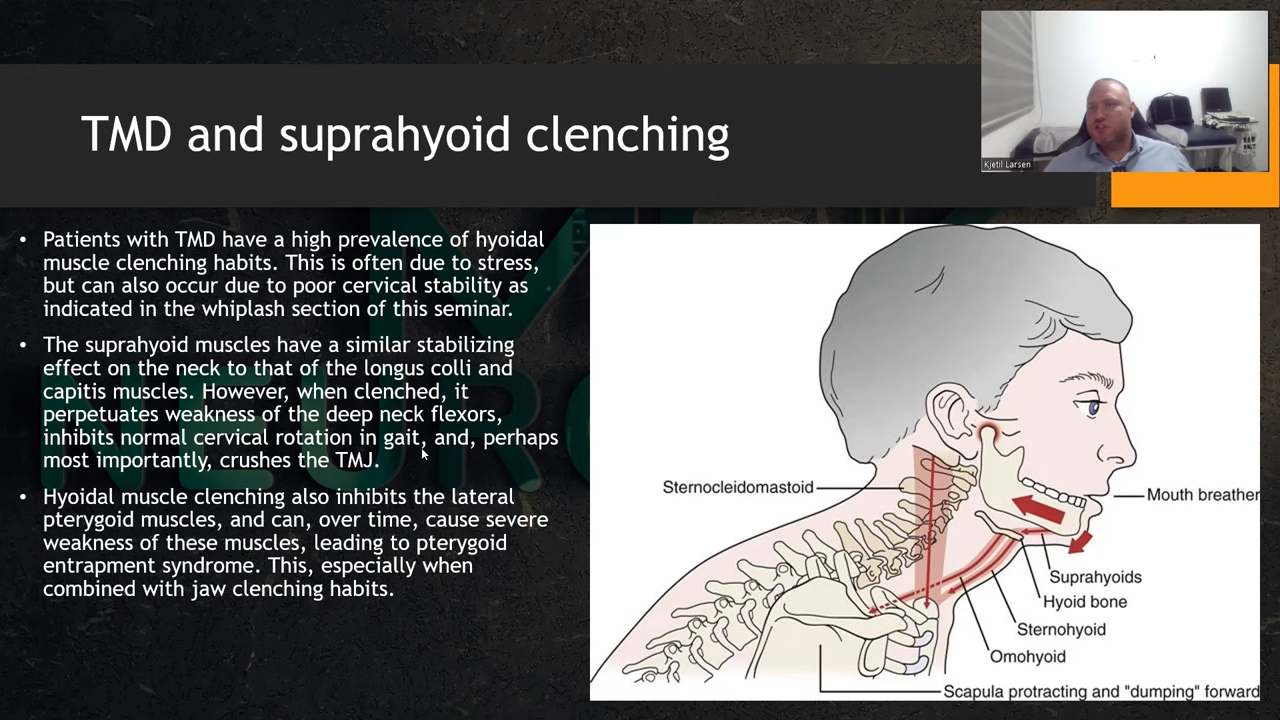 Kjetil Larsen
TMD and suprahyoid clenching
• Patients with TMD have a high prevalence of hyoidal
muscle clenching habits. This is often due to stress,
but can also occur due to poor cervical stability as
indicated in the whiplash section of this seminar.
• The suprahyoid muscles have a similar stabilizing
effect on the neck to that of the longus colli and
capitis muscles. However, when clenched, it
perpetuates weakness of the deep neck flexors,
inhibits normal cervical rotation in gait, and, perhaps
most importantly, crushes the TMJ.
• Hyoidal muscle clenching also inhibits the lateral
pterygoid muscles, and can, over time, cause severe
weakness of these muscles, leading to pterygoid
entrapment syndrome. This, especially when
combined with jaw clenching habits.
Sternocleidomastoid
Mouth breather
Suprahyoids
Hyoid bone
Sternohyoid
Omohyoid
Scapula protracting and "dumping" forward